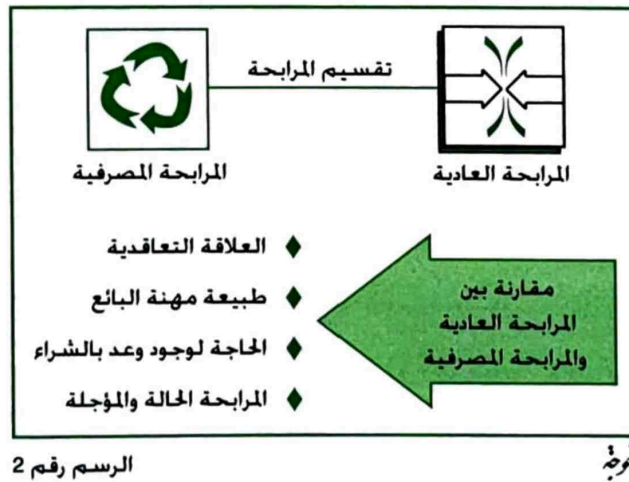 تقسيم المرابحة
المرابحة العادية
المرابحة المصرفية
مقارنة بين
المرابحة العادية
والمرابحة المصرفية
♦ العلاقة التعاقدية
♦ طبيعة مهنة البائع
♦ الحاجة لوجود وعد بالشراء
♦ المرابحة الحالة والمؤجلة
الرسم رقم 2